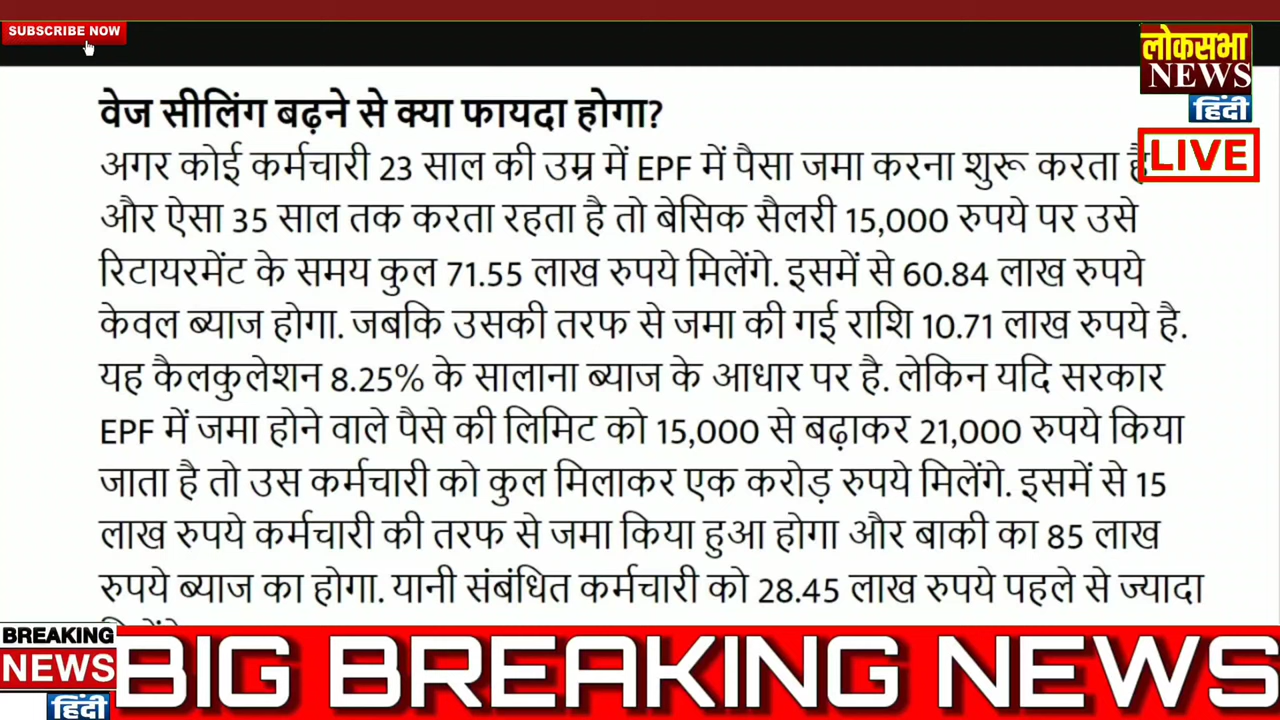 SUBSCRIBE NOW
लोकसभा
NEWS
हिंदी
LIVE
वेज सीलिंग बढ़ने से क्या फायदा होगा?
अगर कोई कर्मचारी 23 साल की उम्र में EPF में पैसा जमा करना शुरू करता है
और ऐसा 35 साल तक करता रहता है तो बेसिक सैलरी 15,000 रुपये पर उसे
रिटायरमेंट के समय कुल 71.55 लाख रुपये मिलेंगे. इसमें से 60.84 लाख रुपये
केवल ब्याज होगा. जबकि उसकी तरफ से जमा की गई राशि 10.71 लाख रुपये है.
यह कैलकुलेशन 8.25% के सालाना ब्याज के आधार पर है. लेकिन यदि सरकार
EPF में जमा होने वाले पैसे की लिमिट को 15,000 से बढ़ाकर 21,000 रुपये किया
जाता है तो उस कर्मचारी को कुल मिलाकर एक करोड़ रुपये मिलेंगे. इसमें से 15
लाख रुपये कर्मचारी की तरफ से जमा किया हुआ होगा और बाकी का 85 लाख
रुपये ब्याज का होगा. यानी संबंधित कर्मचारी को 28.45 लाख रुपये पहले से ज्यादा
BREAKING
NEWS
हिंदी
BIG BREAKING NEWS